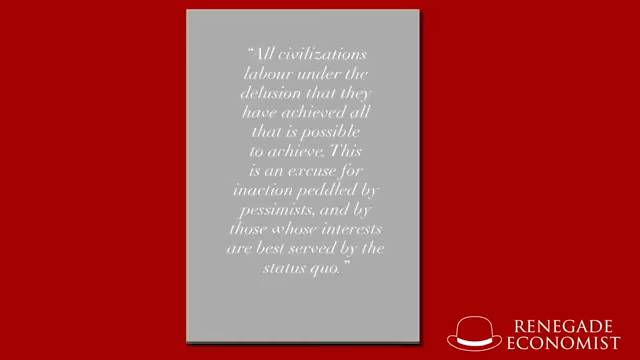 “All civilizations
labour under the
delusion that they
have achieved all
that is possible
to achieve. This
is an excuse for
inaction peddled by
pessimists, and by
those whose interests
are best served by the
status quo.”
RENEGADE
ECONOMIST